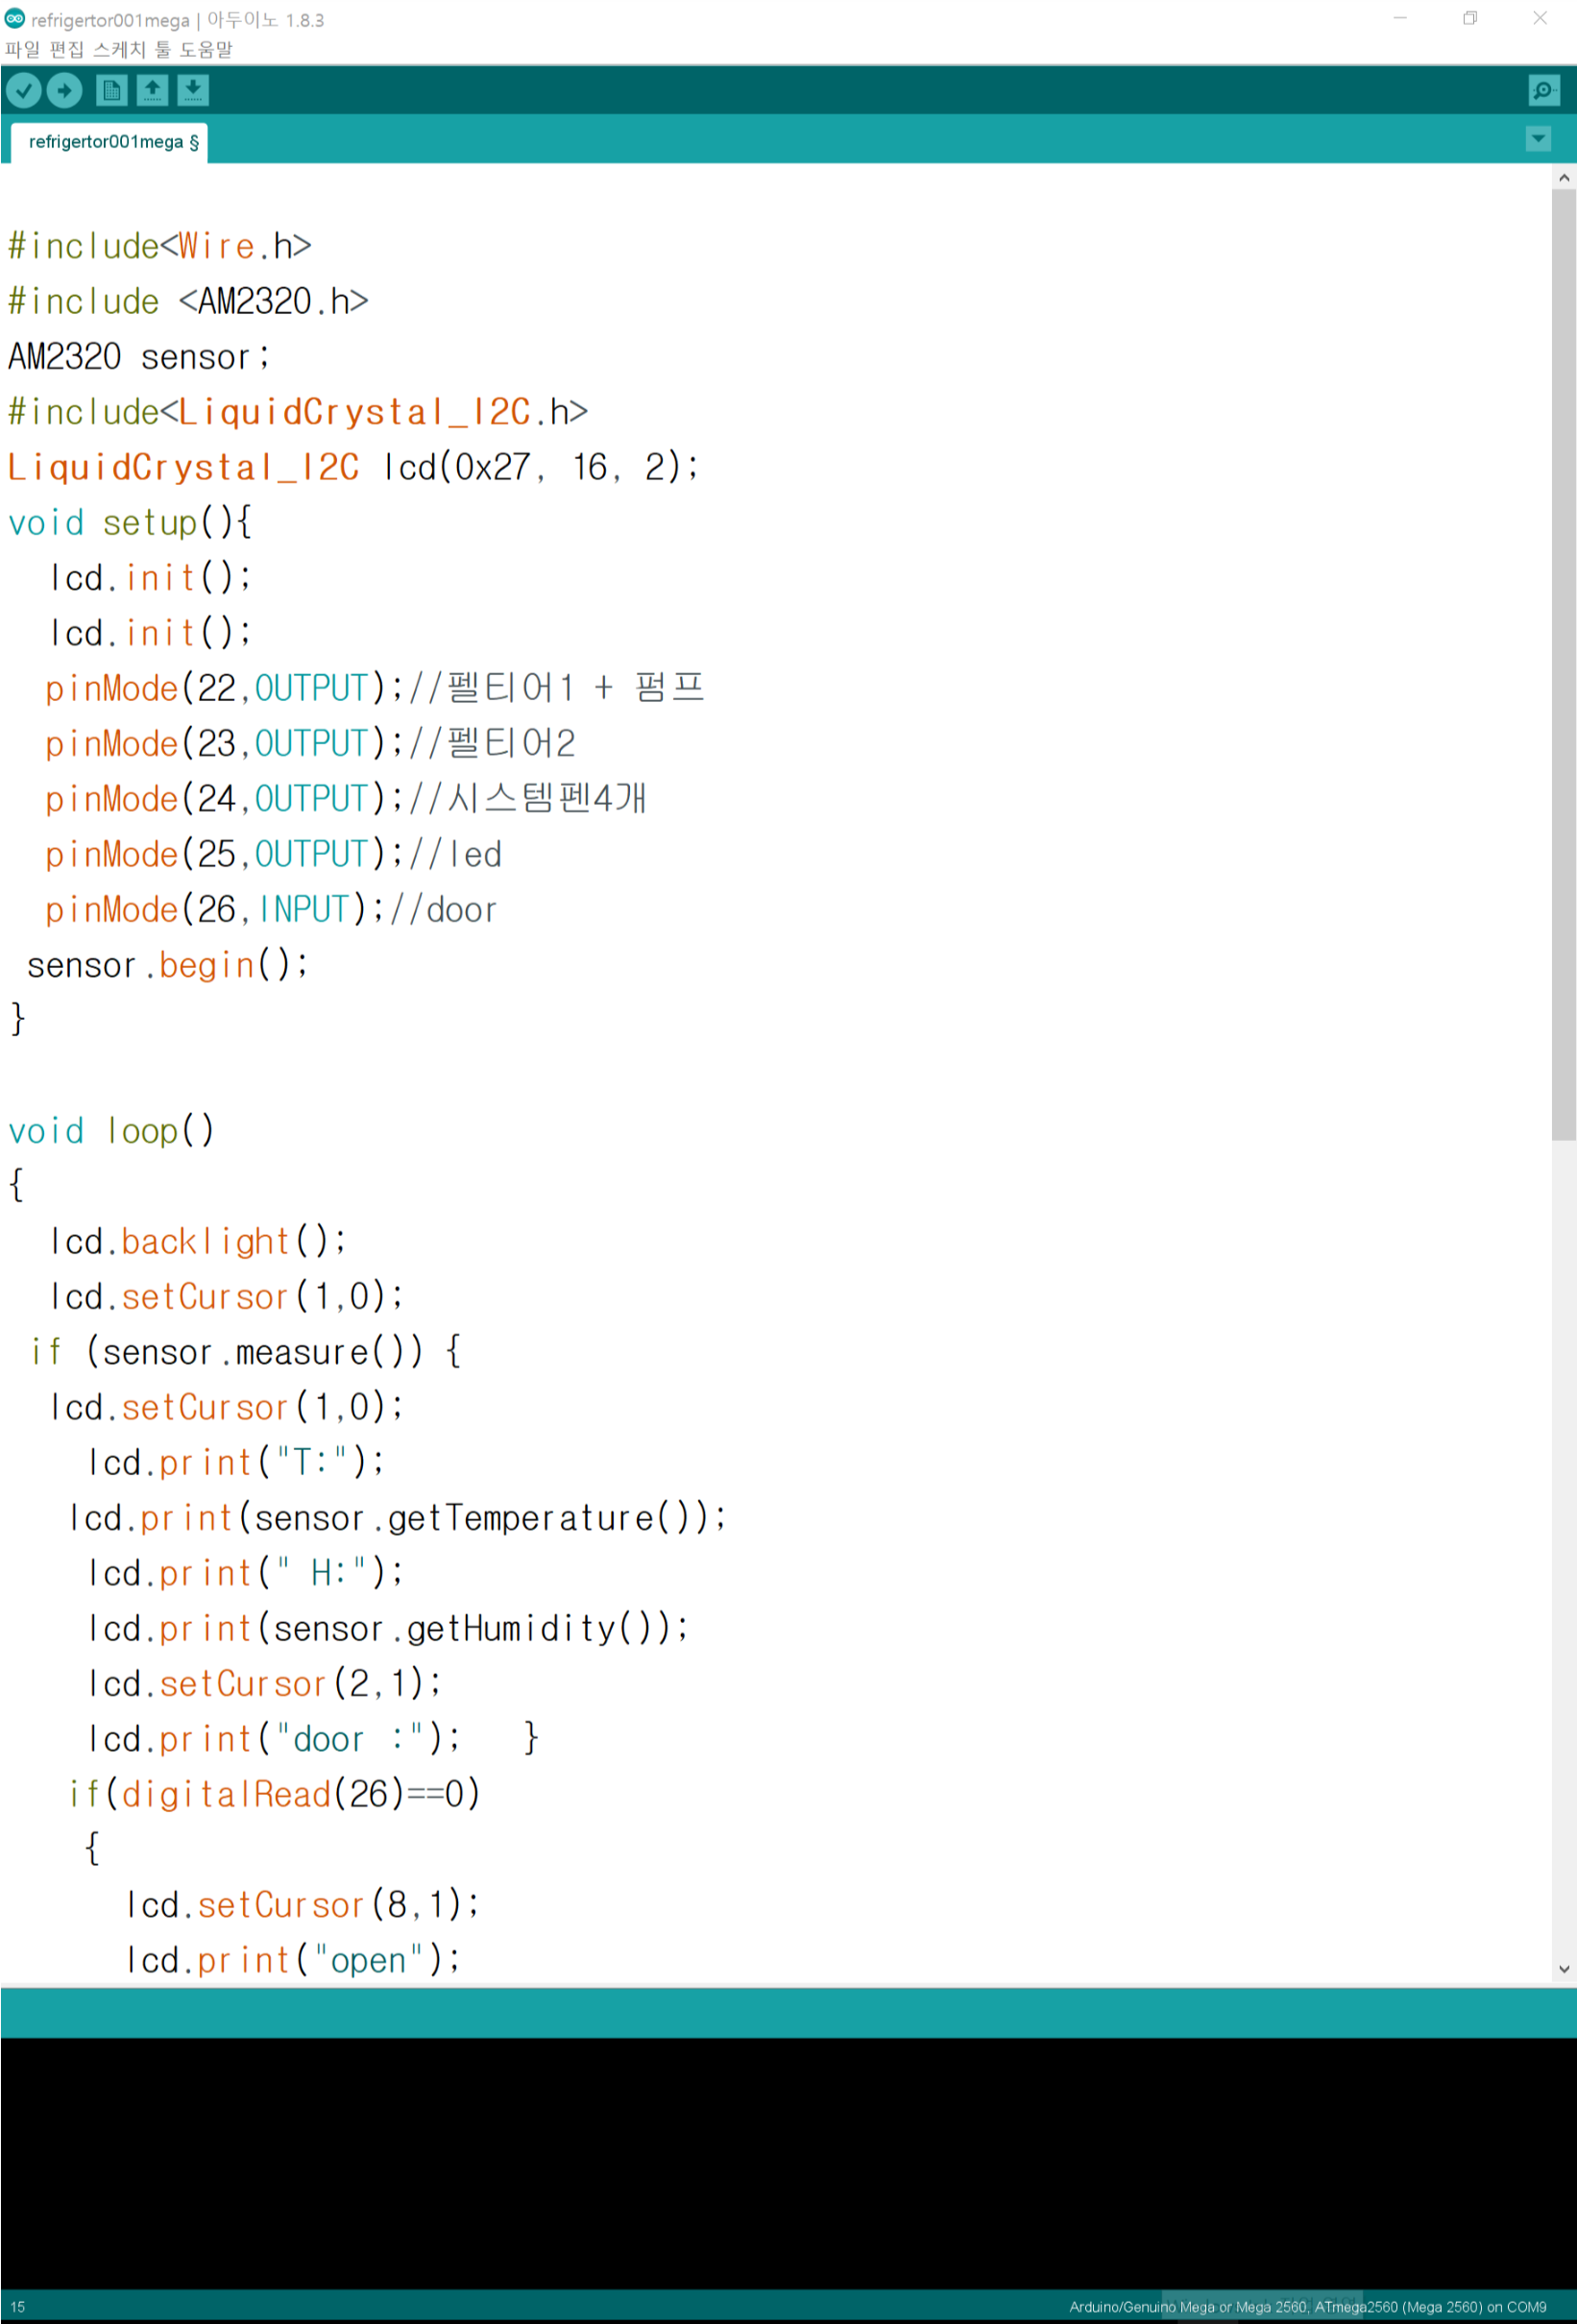 refrigertor001mega | 아두이노 1.8.3
파일 편집 스케치 툴 도움말
refrigertor001mega §
#include<Wire.h>
#include <AM2320.h>
AM2320 sensor;
#include<LiquidCrystal_I2C.h>
LiquidCrystal_I2C lcd(0x27, 16, 2);
void setup(){
lcd.init();
lcd.init();
pinMode(22,OUTPUT);//펠티어1 + 펌프
pinMode(23,OUTPUT);//펠티어2
pinMode(24,OUTPUT);//시스템펜4개
pinMode(25,OUTPUT);//led
pinMode(26,INPUT);//door
sensor.begin();
}
void loop()
{
lcd.backlight();
lcd.setCursor(1,0);
if (sensor.measure()) {
lcd.setCursor(1,0);
lcd.print("T:");
lcd.print(sensor.getTemperature());
lcd.print(" H:");
lcd.print(sensor.getHumidity());
lcd.setCursor(2,1);
lcd.print("door :");   }
if(digitalRead(26)==0)
{
lcd.setCursor(8,1);
lcd.print("open");
15
Arduino/Genuino Mega or Mega 2560, ATmega2560 (Mega 2560) on COM9